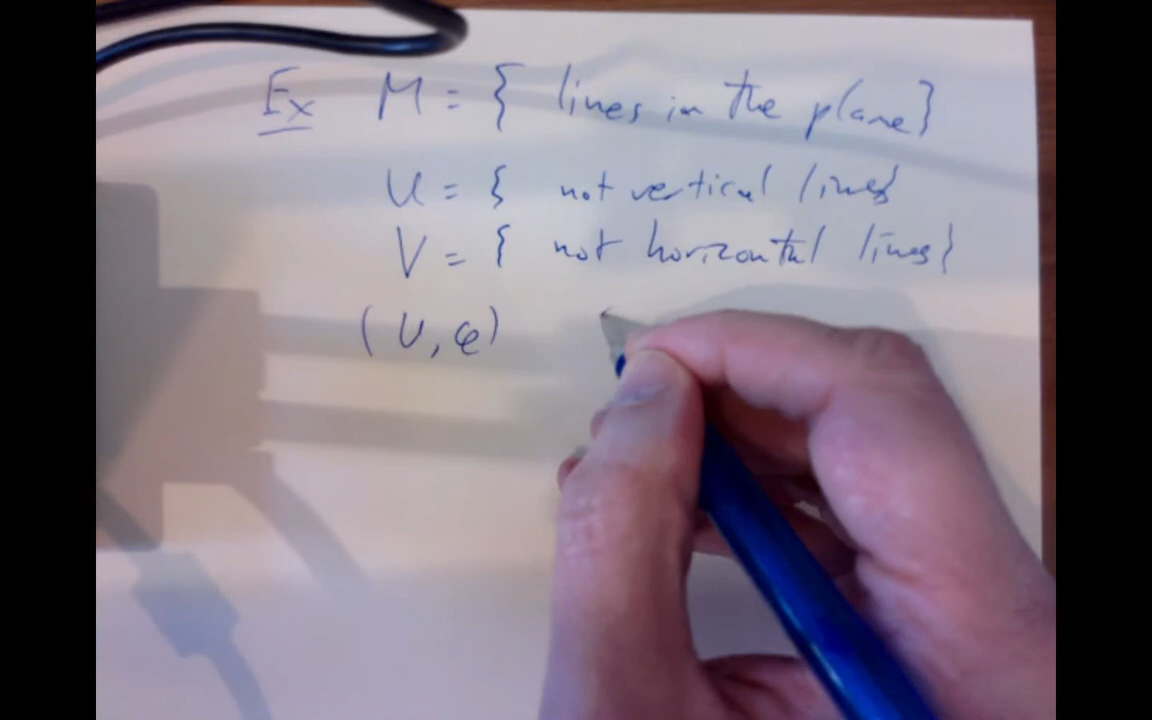 Ex M = { lines in the plane}
U = { not vertical lines}
V = { not horizontal lines}
(U, φ)